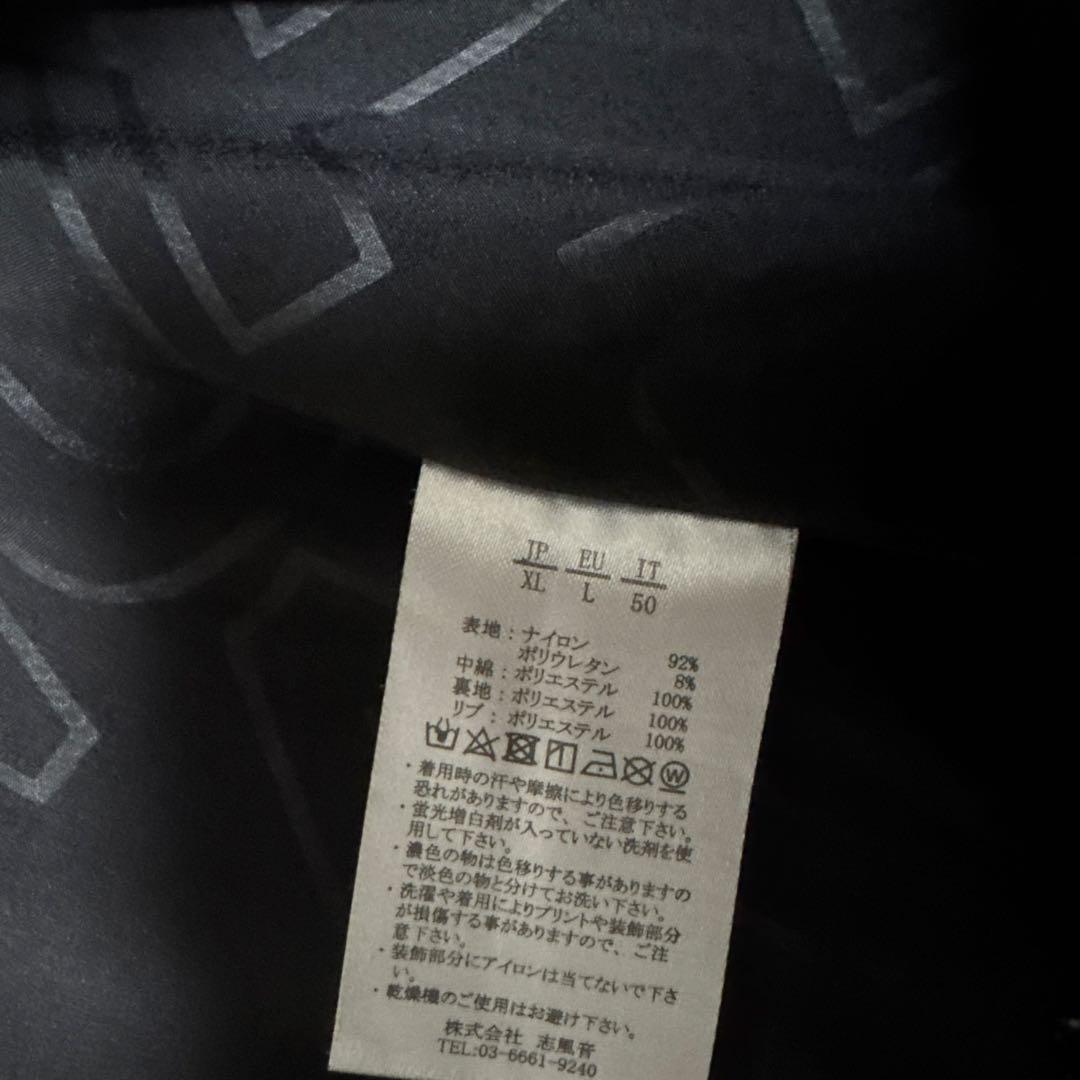 JP EU IT
XL L 50
表地：ナイロン 92%
ポリウレタン 8%
中綿：ポリエステル 100%
裏地：ポリエステル 100%
リブ：ポリエステル 100%
W
・着用時の汗や摩擦により色移りする
恐れがありますので、ご注意下さい。
・蛍光増白剤が入っていない洗剤を使
用して下さい。
・濃色の物は色移りする事がありますの
で淡色の物と分けてお洗い下さい。
・洗濯や着用によりプリントや装飾部分
が損傷する事がありますので、ご注
意下さい。
・装飾部分にアイロンは当てないで下さ
い。
・乾燥機のご使用はお避け下さい。
株式会社 志風音
TEL:03-6661-9240